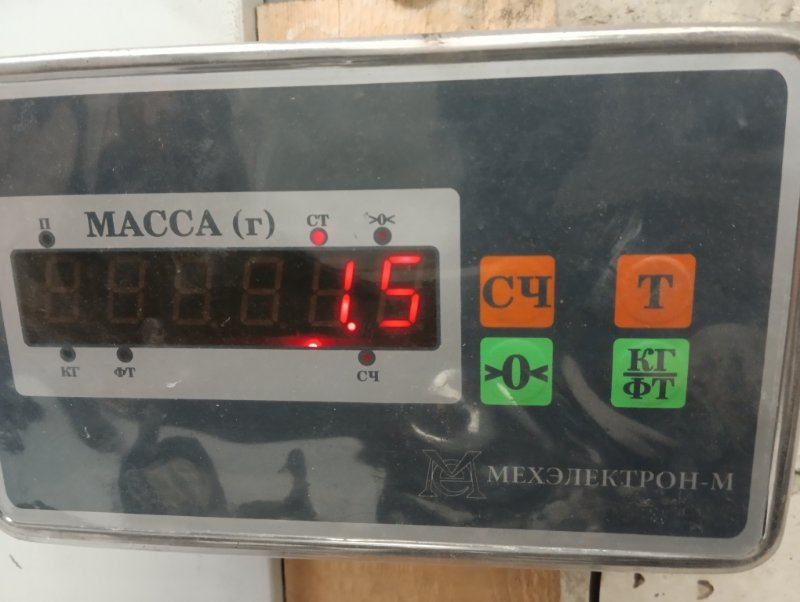 П МАССА (г) СТ >0<
1.5
КГ ФТ СЧ
СЧ Т
>0< КГ
ФТ
МЕХЭЛЕКТРОН-М